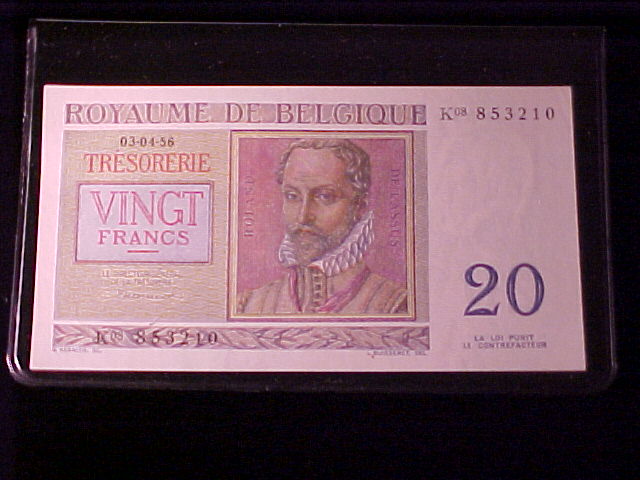 ROYAUME DE BELGIQUE
K08 853210
03-04-56
TRESORERIE
VINGT
FRANCS
ROLAND
DE LASSUS
20
K08 853210
LA LOI PUNIT
LE CONTREFACTEUR